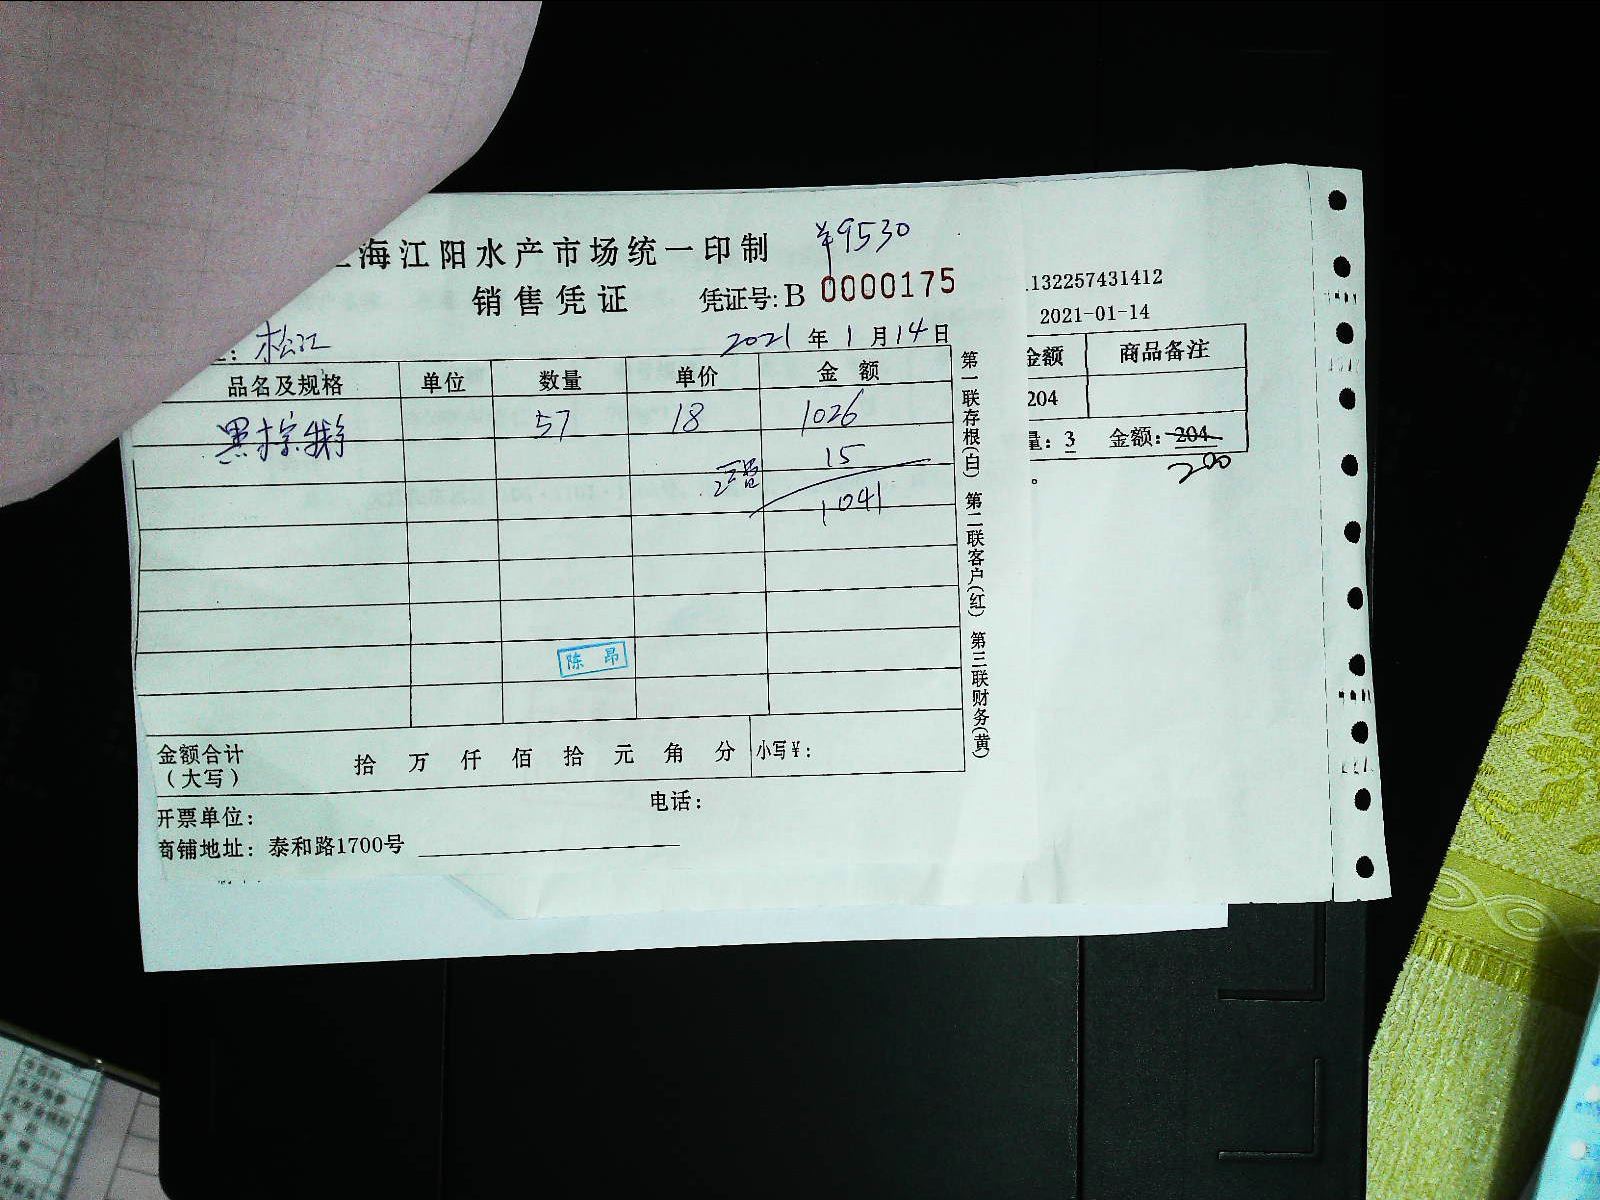 海江阳水产市场统一印制
¥9530
销售凭证
凭证号: B 0000175
松江
2021 年 1 月 14 日
品名及规格 单位 数量 单价 金额
黑 57 18 1026
15
1041
陈昂
金额合计
（大写）
拾 万 仟 佰 拾 元 角 分 小写¥:
开票单位:
电话:
商铺地址: 泰和路1700号
第一联存根(白) 第二联客户(红) 第三联财务(黄)
132257431412
2021-01-14
金额 商品备注
204
量: 3 金额: 204
200